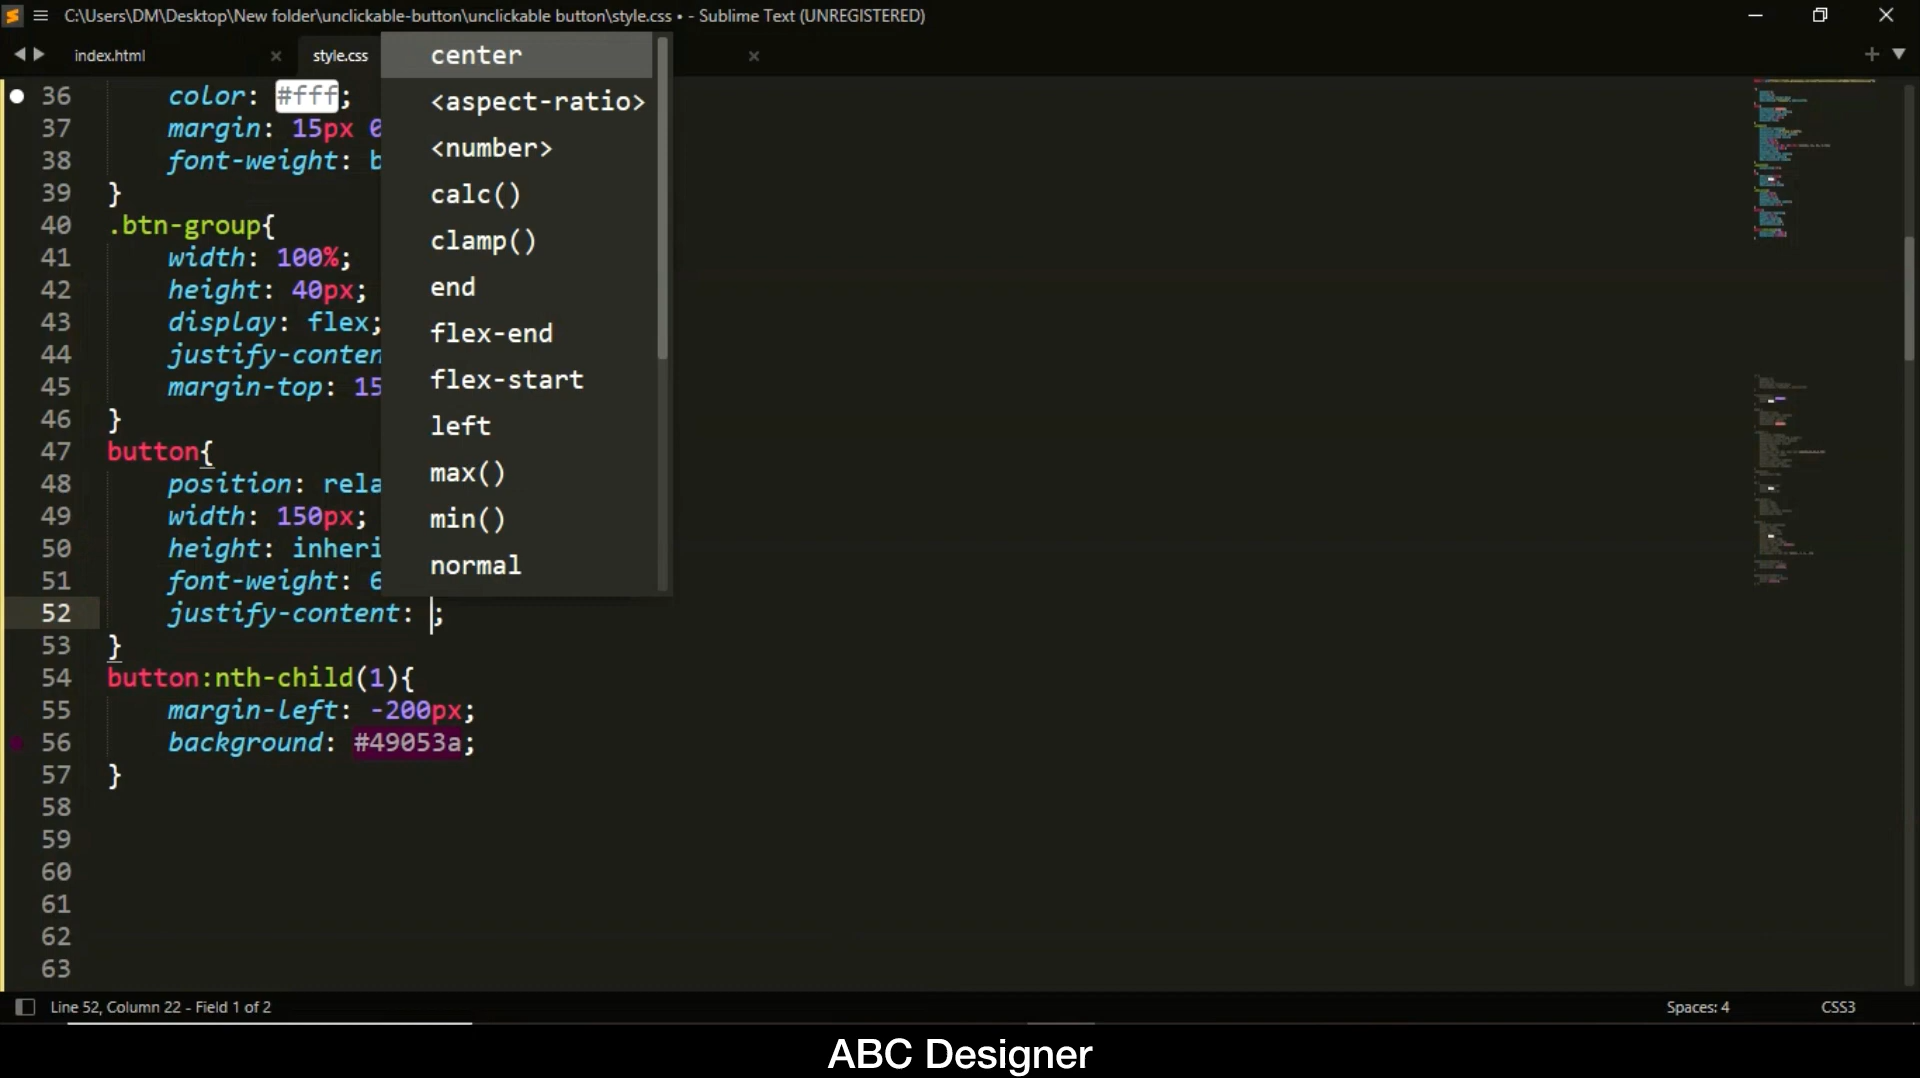 C:\Users\DM\Desktop\New folder\unclickable-button\unclickable button\style.css • - Sublime Text (UNREGISTERED)
index.html
style.css
36 color: #fff;
37 margin: 15px 0
38 font-weight: b
39 }
40 .btn-group{
41 width: 100%;
42 height: 40px;
43 display: flex;
44 justify-conten
45 margin-top: 15
46 }
47 button{
48 position: rela
49 width: 150px;
50 height: inheri
51 font-weight: 6
52 justify-content: ;
53 }
54 button:nth-child(1){
55 margin-left: -200px;
56 background: #49053a;
57 }
58
59
60
61
62
63
center
<aspect-ratio>
<number>
calc()
clamp()
end
flex-end
flex-start
left
max()
min()
normal
Line 52, Column 22 - Field 1 of 2
Spaces: 4
CSS3
ABC Designer